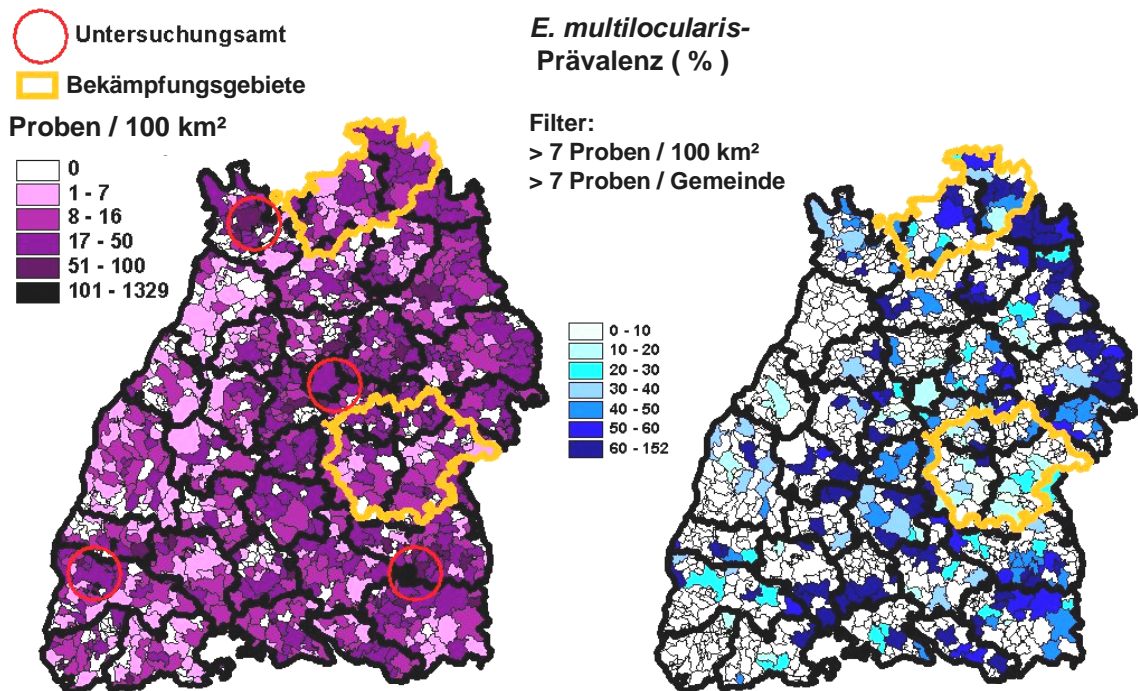 Untersuchungsamt
Bekämpfungsgebiete
Proben / 100 km²
0
1 - 7
8 - 16
17 - 50
51 - 100
101 - 1329
E. multilocularis-
Prävalenz ( % )
Filter:
> 7 Proben / 100 km²
> 7 Proben / Gemeinde
0 - 10
10 - 20
20 - 30
30 - 40
40 - 50
50 - 60
60 - 152